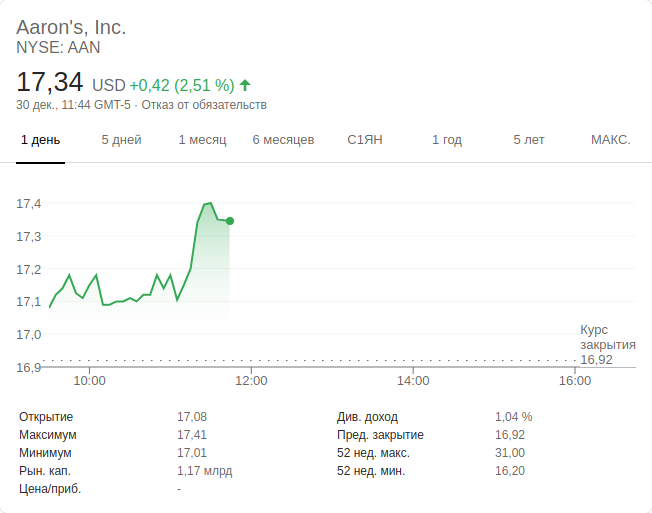 Aaron's, Inc.
NYSE: AAN
17,34 USD +0,42 (2,51 %)
30 дек., 11:44 GMT-5 · Отказ от обязательств
1 день 5 дней 1 месяц 6 месяцев С1ЯН 1 год 5 лет МАКС.
17,4
17,3
17,2
17,1
17,0
16,9
Курс
закрытия
16,92
10:00 12:00 14:00 16:00
Открытие 17,08 Див. доход 1,04 %
Максимум 17,41 Пред. закрытие 16,92
Минимум 17,01 52 нед. макс. 31,00
Рын. кап. 1,17 млрд 52 нед. мин. 16,20
Цена/приб. -